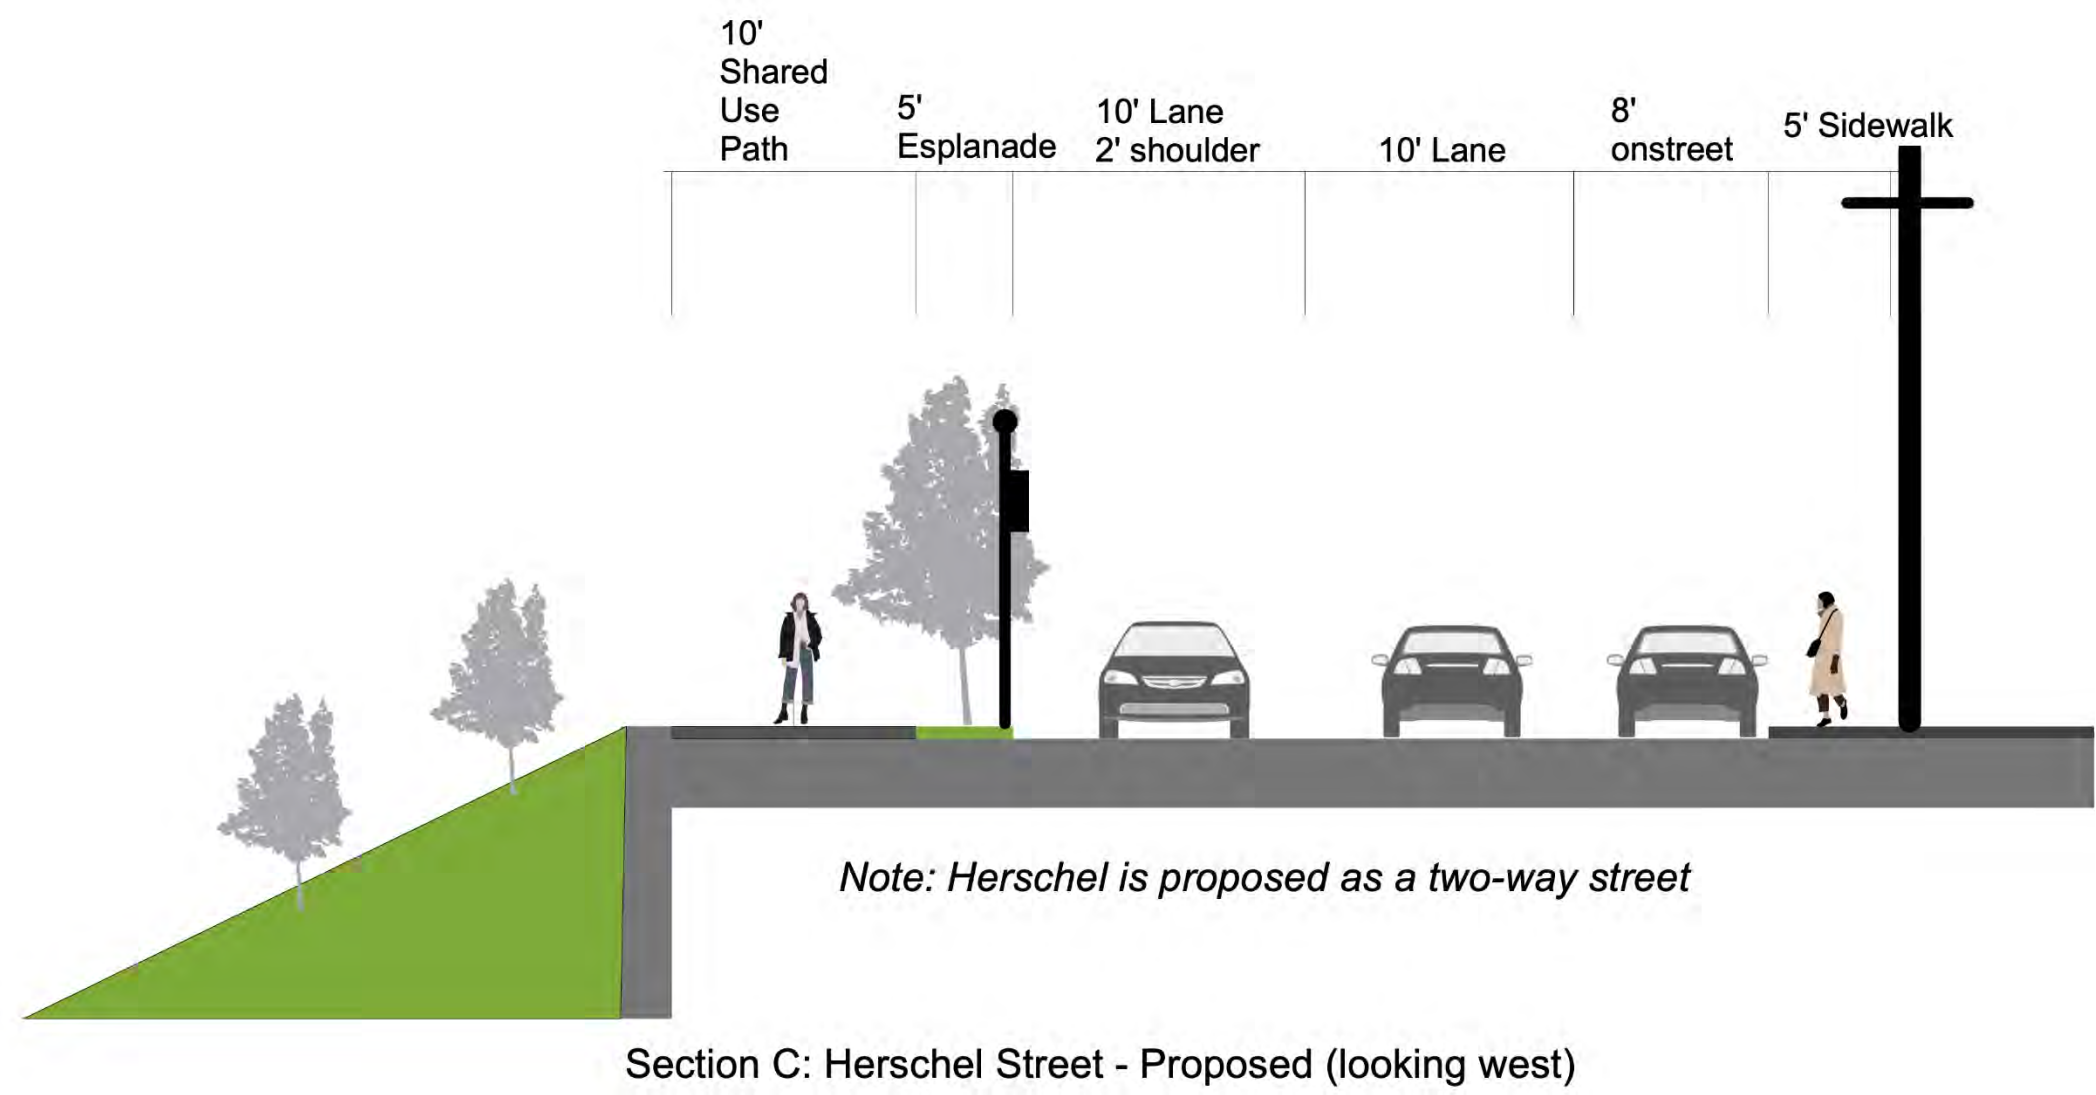 10'
Shared
Use
Path
5'
Esplanade
10' Lane
2' shoulder
10' Lane
8'
onstreet
5' Sidewalk
Note: Herschel is proposed as a two-way street
Section C: Herschel Street - Proposed (looking west)